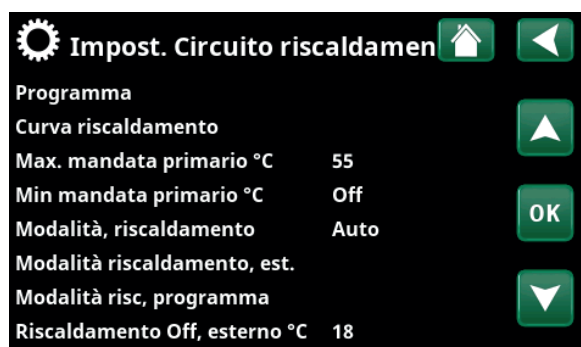 Impost. Circuito riscaldamen
Programma
Curva riscaldamento
Max. mandata primario °C 55
Min mandata primario °C Off
Modalità, riscaldamento Auto
OK
Modalità riscaldamento, est.
Modalità risc, programma
Riscaldamento Off, esterno °C 18